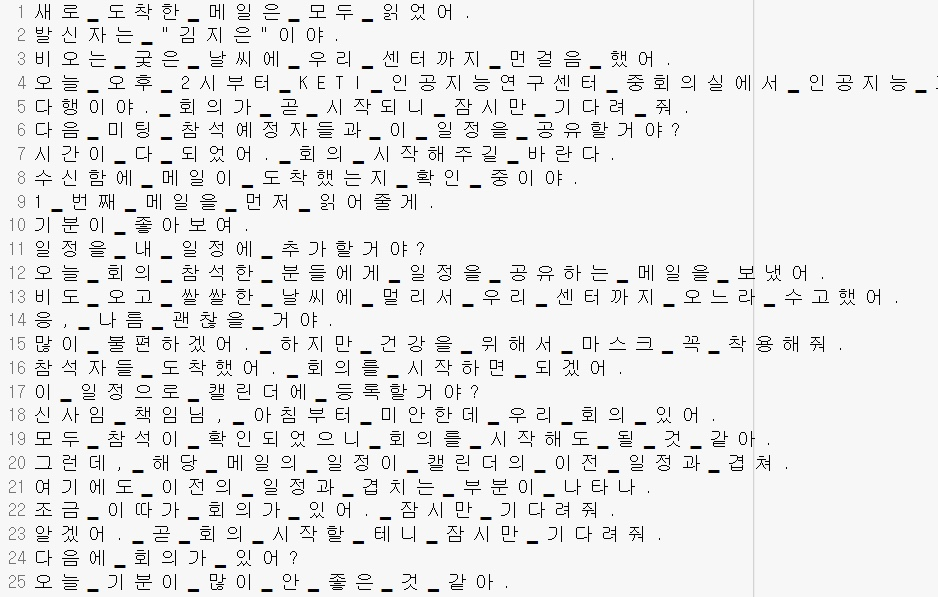 1 새 로 _ 도 착 한 _ 메 일 은 _ 모 두 _ 읽 었 어 .
2 발 신 자 는 _ " 김 지 은 " 이 야 .
3 비 오 는 _ 궂 은 _ 날 씨 에 _ 우 리 _ 센 터 까 지 _ 먼 걸 음 _ 했 어 .
4 오 늘 _ 오 후 _ 2 시 부 터 _ K E T I _ 인 공 지 능 연 구 센 터 _ 중 회 의 실 에 서 _ 인 공 지 능 _
5 다 행 이 야 . _ 회 의 가 _ 곧 _ 시 작 되 니 _ 잠 시 만 _ 기 다 려 _ 줘 .
6 다 음 _ 미 팅 _ 참 석 예 정 자 들 과 _ 이 _ 일 정 을 _ 공 유 할 거 야 ?
7 시 간 이 _ 다 _ 되 었 어 . _ 회 의 _ 시 작 해 주 길 _ 바 란 다 .
8 수 신 함 에 _ 메 일 이 _ 도 착 했 는 지 _ 확 인 _ 중 이 야 .
9 1 _ 번 째 _ 메 일 을 _ 먼 저 _ 읽 어 줄 게 .
10 기 분 이 _ 좋 아 보 여 .
11 일 정 을 _ 내 _ 일 정 에 _ 추 가 할 거 야 ?
12 오 늘 _ 회 의 _ 참 석 한 _ 분 들 에 게 _ 일 정 을 _ 공 유 하 는 _ 메 일 을 _ 보 냈 어 .
13 비 도 _ 오 고 _ 쌀 쌀 한 _ 날 씨 에 _ 멀 리 서 _ 우 리 _ 센 터 까 지 _ 오 느 라 _ 수 고 했 어 .
14 응 , _ 나 름 _ 괜 찮 을 _ 거 야 .
15 많 이 _ 불 편 하 겠 어 . _ 하 지 만 _ 건 강 을 _ 위 해 서 _ 마 스 크 _ 꼭 _ 착 용 해 줘 .
16 참 석 자 들 _ 도 착 했 어 . _ 회 의 를 _ 시 작 하 면 _ 되 겠 어 .
17 이 _ 일 정 으 로 _ 캘 린 더 에 _ 등 록 할 거 야 ?
18 신 사 임 _ 책 임 님 , _ 아 침 부 터 _ 미 안 한 데 _ 우 리 _ 회 의 _ 있 어 .
19 모 두 _ 참 석 이 _ 확 인 되 었 으 니 _ 회 의 를 _ 시 작 해 도 _ 될 _ 것 _ 같 아 .
20 그 런 데 , _ 해 당 _ 메 일 의 _ 일 정 이 _ 캘 린 더 의 _ 이 전 _ 일 정 과 _ 겹 쳐 .
21 여 기 에 도 _ 이 전 의 _ 일 정 과 _ 겹 치 는 _ 부 분 이 _ 나 타 나 .
22 조 금 _ 이 따 가 _ 회 의 가 _ 있 어 . _ 잠 시 만 _ 기 다 려 줘 .
23 알 겠 어 . _ 곧 _ 회 의 _ 시 작 할 _ 테 니 _ 잠 시 만 _ 기 다 려 줘 .
24 다 음 에 _ 회 의 가 _ 있 어 ?
25 오 늘 _ 기 분 이 _ 많 이 _ 안 _ 좋 은 _ 것 _ 같 아 .